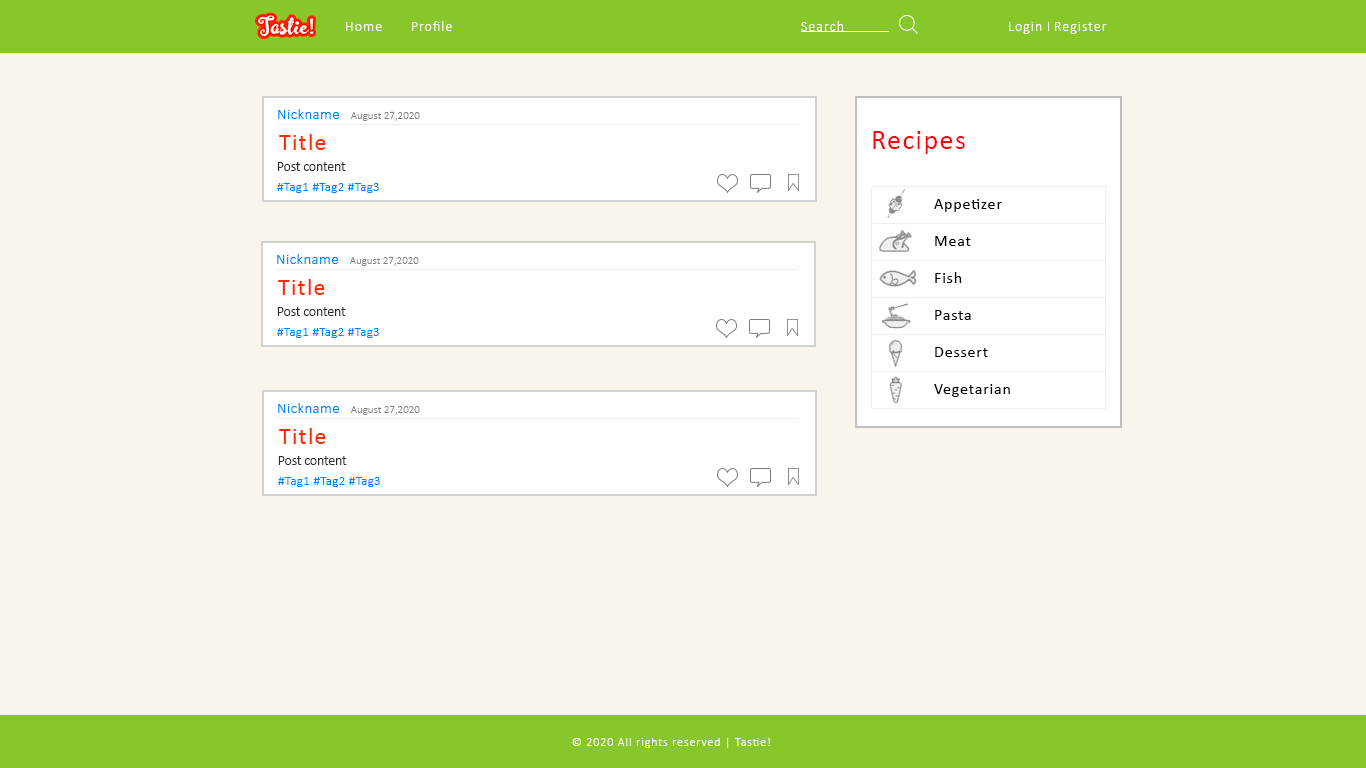 Tastie! Home Profile Search Login | Register
Nickname August 27,2020
Title
Post content
#Tag1 #Tag2 #Tag3
Nickname August 27,2020
Title
Post content
#Tag1 #Tag2 #Tag3
Nickname August 27,2020
Title
Post content
#Tag1 #Tag2 #Tag3
Recipes
Appetizer
Meat
Fish
Pasta
Dessert
Vegetarian
© 2020 All rights reserved | Tastie!